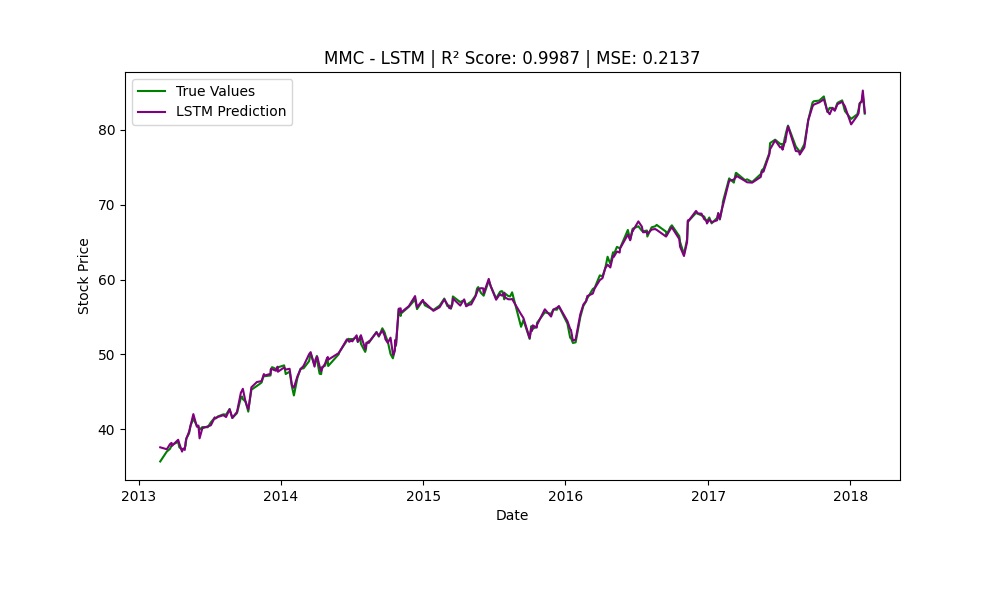 MMC - LSTM | R² Score: 0.9987 | MSE: 0.2137
True Values
LSTM Prediction
Stock Price
80
70
60
50
40
2013 2014 2015 2016 2017 2018
Date